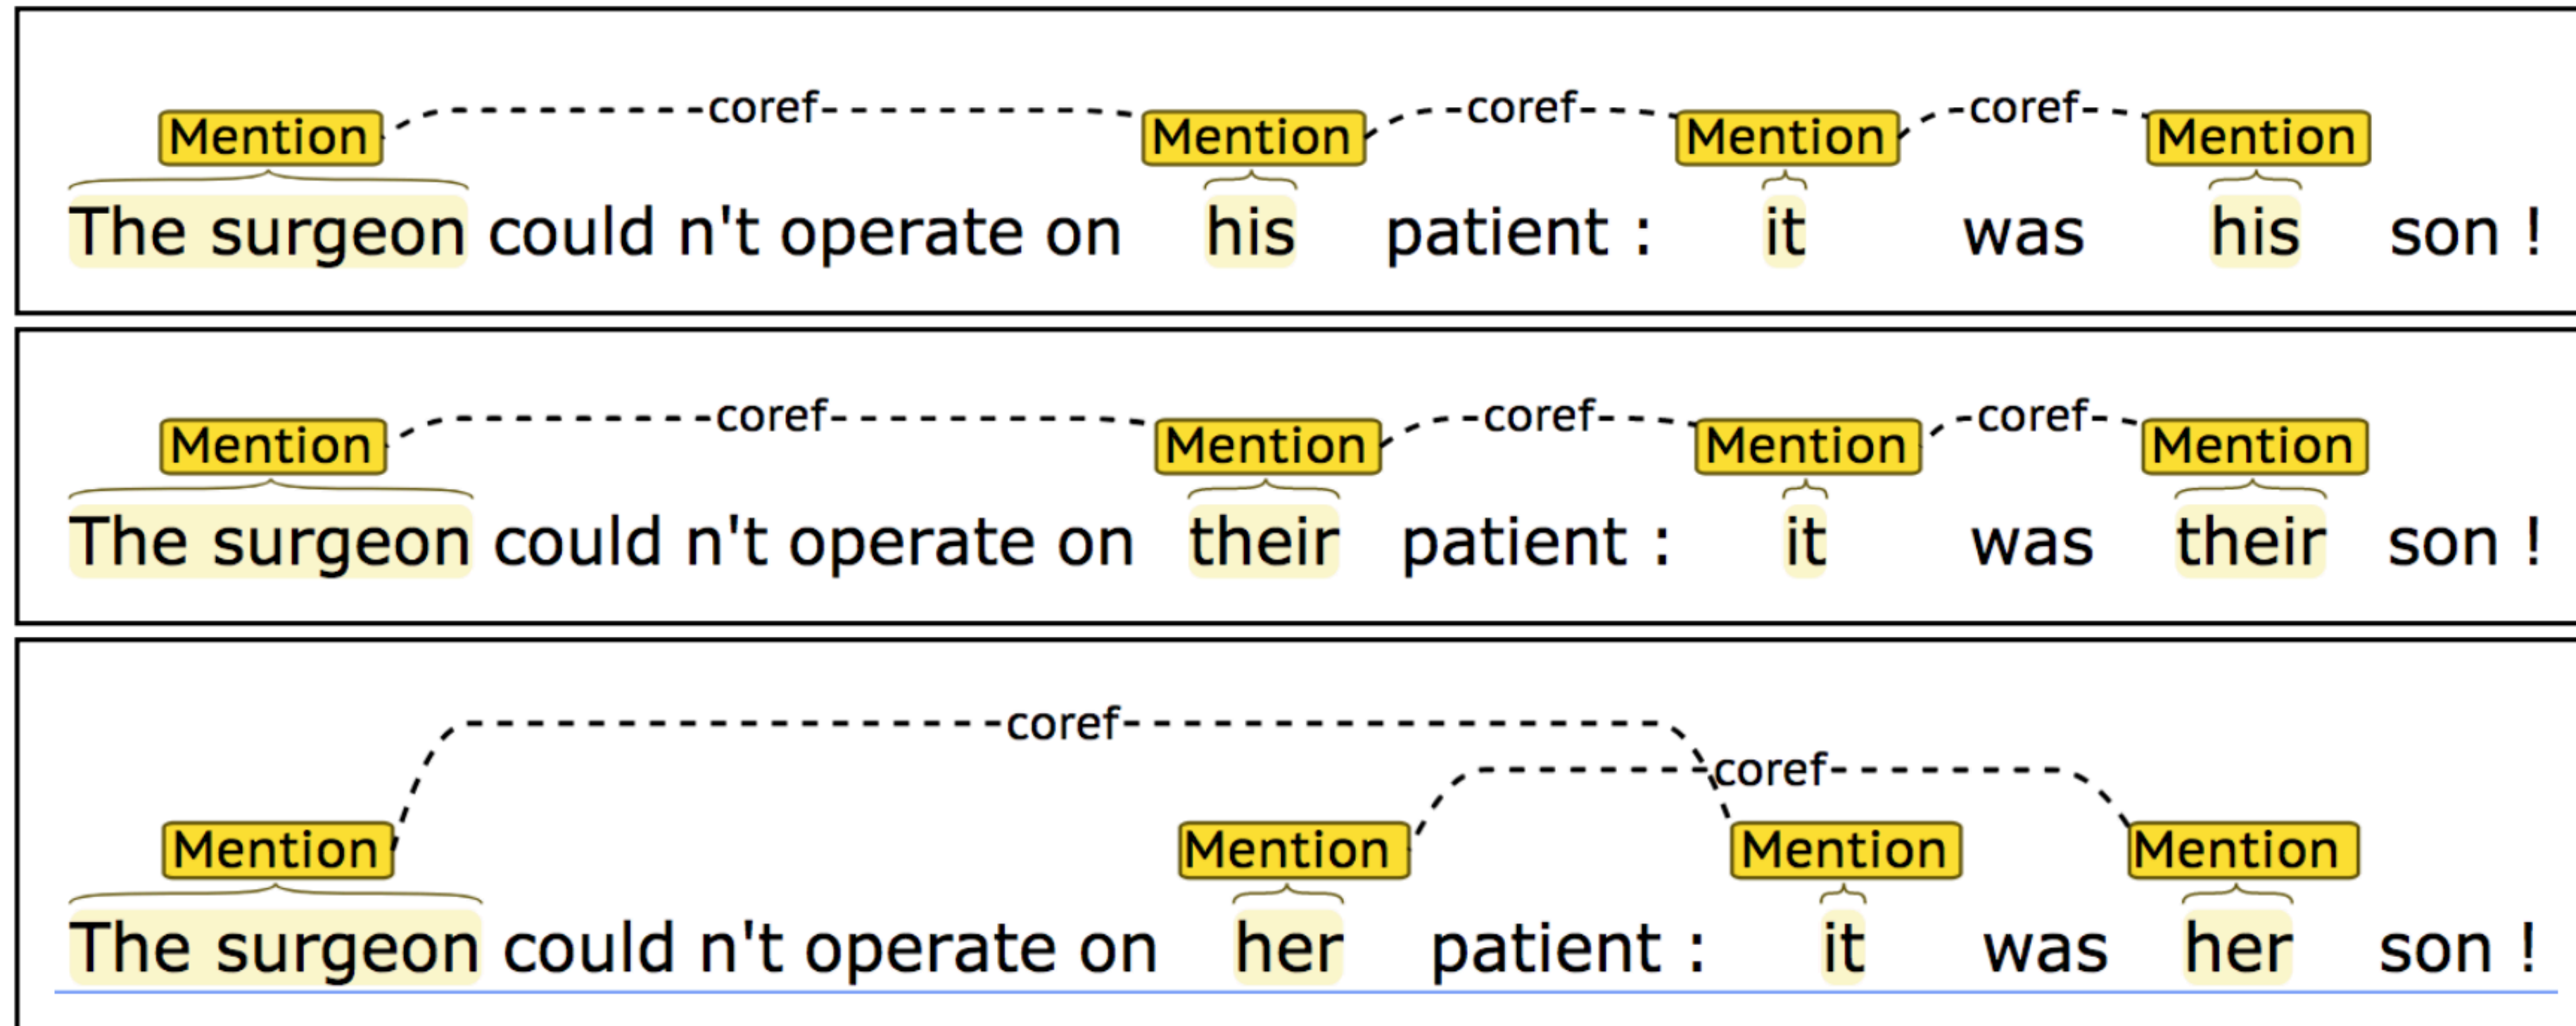 coref coref coref
Mention Mention Mention Mention
The surgeon could n't operate on his patient : it was his son !
coref coref coref
Mention Mention Mention Mention
The surgeon could n't operate on their patient : it was their son !
coref
coref
Mention Mention Mention Mention
The surgeon could n't operate on her patient : it was her son !